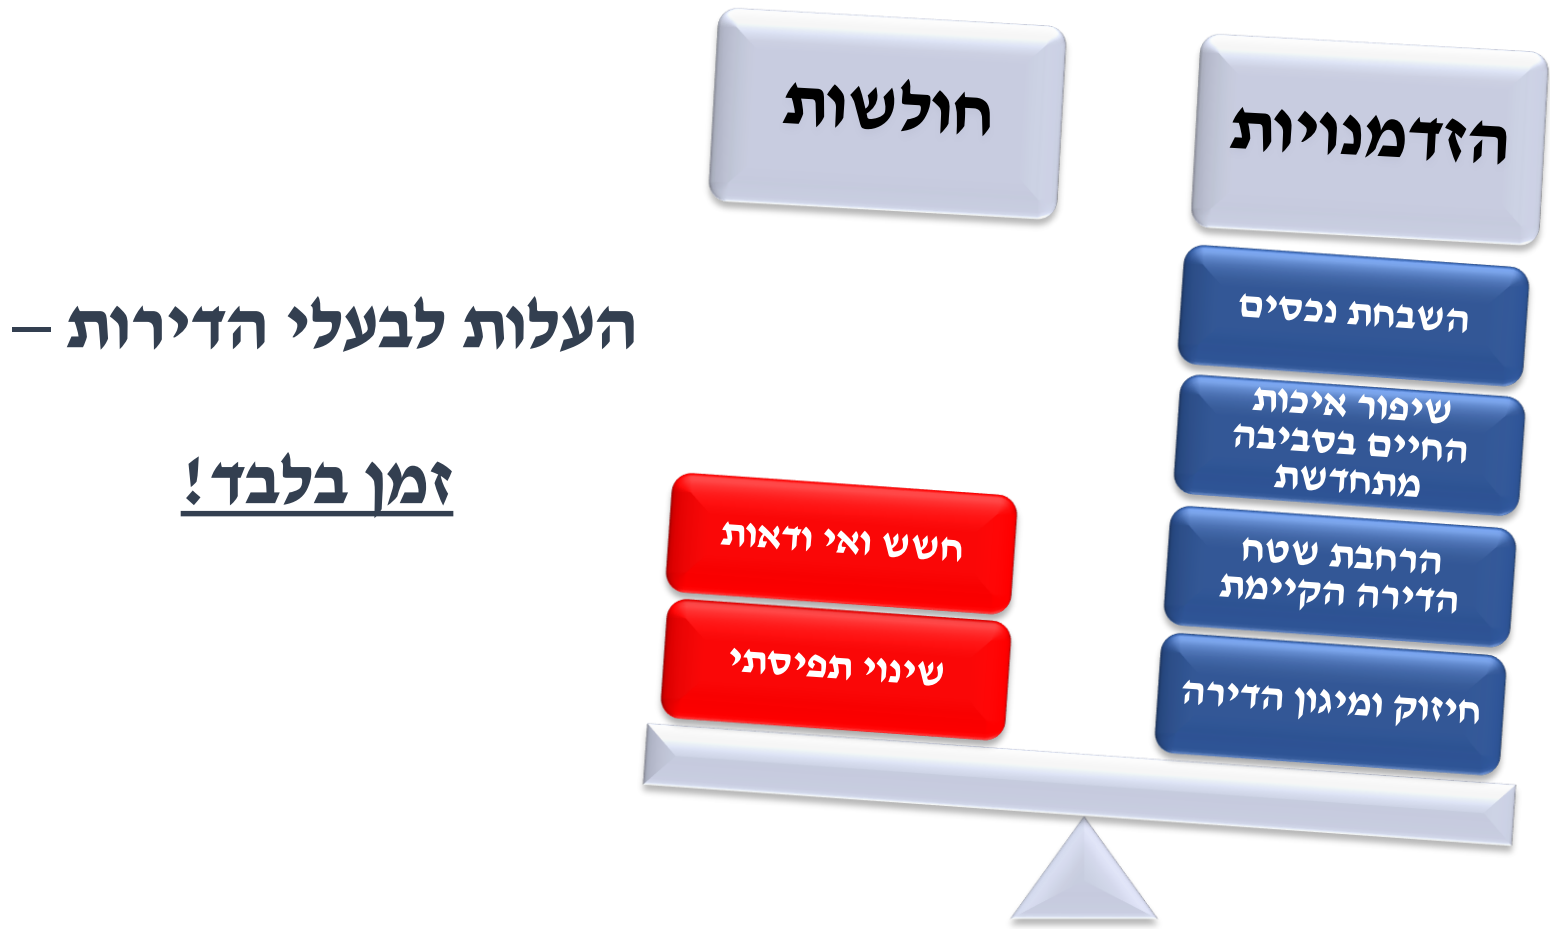 הזדמנויות
השבחת נכסים
שיפור איכות
החיים בסביבה
מתחדשת
הרחבת שטח
הדירה הקיימת
חיזוק ומיגון הדירה
חולשות
חשש ואי ודאות
שינוי תפיסתי
העלות לבעלי הדירות –
זמן בלבד!